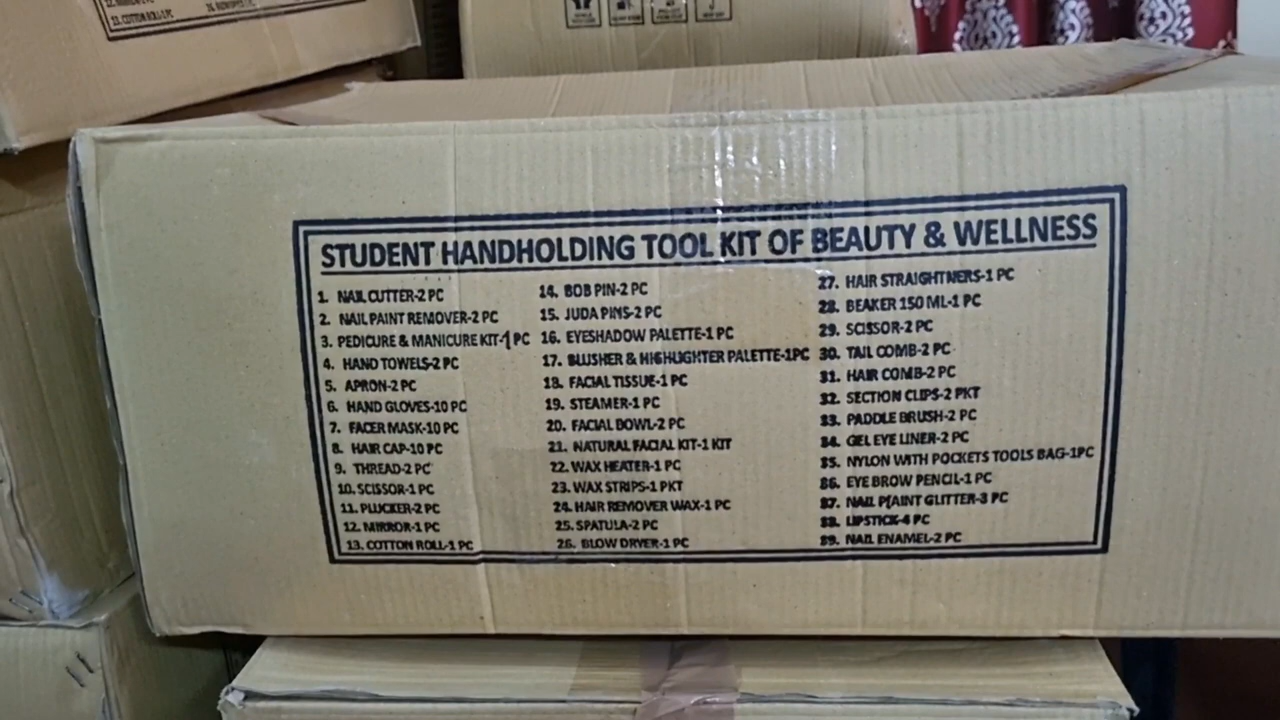 13. COTTON ROLL-1 PC
STUDENT HANDHOLDING TOOL KIT OF BEAUTY & WELLNESS
1. NAIL CUTTER-2 PC
2. NAIL PAINT REMOVER-2 PC
3. PEDICURE & MANICURE KIT-1 PC
4. HAND TOWELS-2 PC
5. APRON-2 PC
6. HAND GLOVES-10 PC
7. FACER MASK-10 PC
8. HAIR CAP-10 PC
9. THREAD-2 PC
10. SCISSOR-1 PC
11. PLUCKER-2 PC
12. MIRROR-1 PC
13. COTTON ROLL-1 PC
14. BOB PIN-2 PC
15. JUDA PINS-2 PC
16. EYESHADOW PALETTE-1 PC
17. BLUSHER & HIGHLIGHTER PALETTE-1PC
18. FACIAL TISSUE-1 PC
19. STEAMER-1 PC
20. FACIAL BOWL-2 PC
21. NATURAL FACIAL KIT-1 KIT
22. WAX HEATER-1 PC
23. WAX STRIPS-1 PKT
24. HAIR REMOVER WAX-1 PC
25. SPATULA-2 PC
26. BLOW DRYER-1 PC
27. HAIR STRAIGHTNERS-1 PC
28. BEAKER 150 ML-1 PC
29. SCISSOR-2 PC
30. TAIL COMB-2 PC
31. HAIR COMB-2 PC
32. SECTION CLIPS-2 PKT
33. PADDLE BRUSH-2 PC
34. GEL EYE LINER-2 PC
35. NYLON WITH POCKETS TOOLS BAG-1PC
36. EYE BROW PENCIL-1 PC
37. NAIL P[AINT GLITTER-3 PC
38. LIPSTICK-4 PC
39. NAIL ENAMEL-2 PC